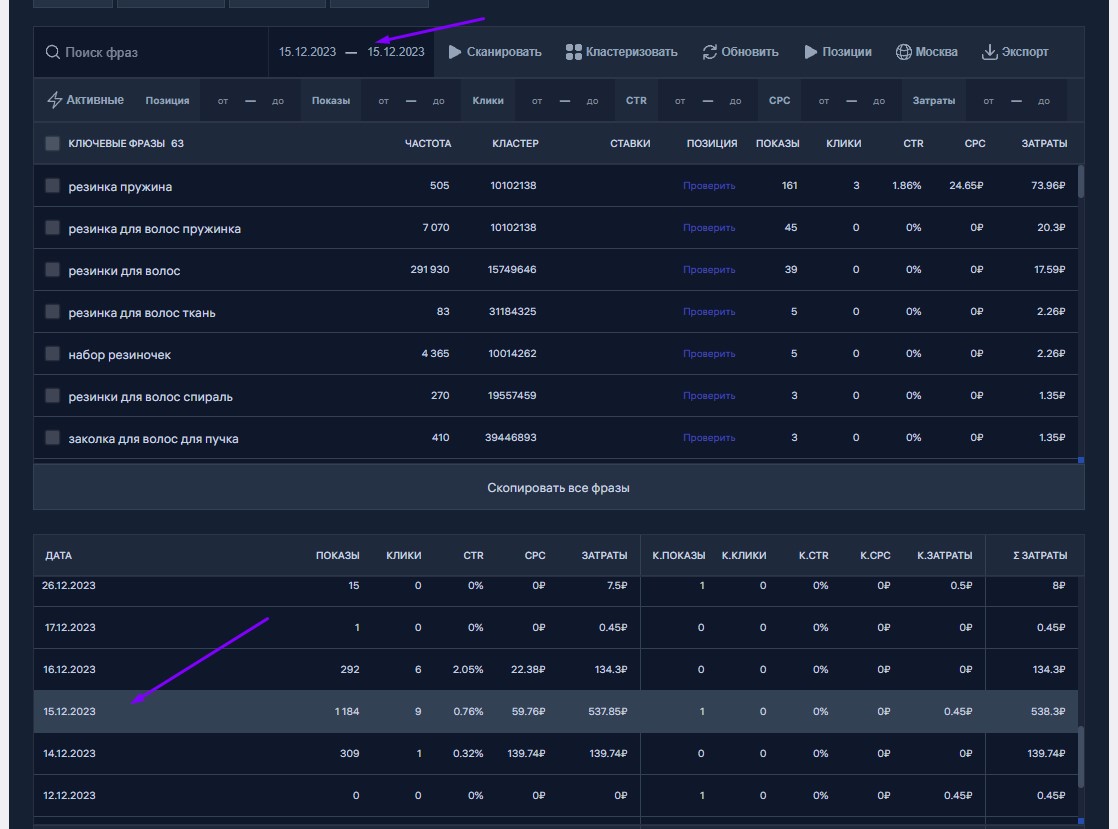 Поиск фраз 15.12.2023 — 15.12.2023 Сканировать Кластеризовать Обновить Позиции Москва Экспорт
Активные Позиция от — до Показы от — до Клики от — до CTR от — до CPC от — до Затраты от — до
КЛЮЧЕВЫЕ ФРАЗЫ 63 ЧАСТОТА КЛАСТЕР СТАВКИ ПОЗИЦИЯ ПОКАЗЫ КЛИКИ CTR CPC ЗАТРАТЫ
резинка пружина 505 10102138 Проверить 161 3 1.86% 24.65₽ 73.96₽
резинка для волос пружинка 7 070 10102138 Проверить 45 0 0% 0₽ 20.3₽
резинки для волос 291 930 15749646 Проверить 39 0 0% 0₽ 17.59₽
резинка для волос ткань 83 31184325 Проверить 5 0 0% 0₽ 2.26₽
набор резиночек 4 365 10014262 Проверить 5 0 0% 0₽ 2.26₽
резинки для волос спираль 270 19557459 Проверить 3 0 0% 0₽ 1.35₽
заколка для волос для пучка 410 39446893 Проверить 3 0 0% 0₽ 1.35₽
Скопировать все фразы
ДАТА ПОКАЗЫ КЛИКИ CTR CPC ЗАТРАТЫ К.ПОКАЗЫ К.КЛИКИ К.CTR К.CPC К.ЗАТРАТЫ Σ ЗАТРАТЫ
26.12.2023 15 0 0% 0₽ 7.5₽ 1 0 0% 0₽ 0.5₽ 8₽
17.12.2023 1 0 0% 0₽ 0.45₽ 0 0 0% 0₽ 0₽ 0.45₽
16.12.2023 292 6 2.05% 22.38₽ 134.3₽ 0 0 0% 0₽ 0₽ 134.3₽
15.12.2023 1 184 9 0.76% 59.76₽ 537.85₽ 1 0 0% 0₽ 0.45₽ 538.3₽
14.12.2023 309 1 0.32% 139.74₽ 139.74₽ 0 0 0% 0₽ 0₽ 139.74₽
12.12.2023 0 0 0% 0₽ 0₽ 1 0 0% 0₽ 0.45₽ 0.45₽